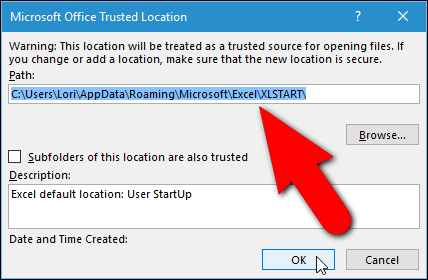 Microsoft Office Trusted Location
Warning: This location will be treated as a trusted source for opening files. If
you change or add a location, make sure that the new location is secure.
Path:
C:\Users\Lori\AppData\Roaming\Microsoft\Excel\XLSTART\
Browse...
Subfolders of this location are also trusted
Description:
Excel default location: User StartUp
Date and Time Created:
OK
Cancel